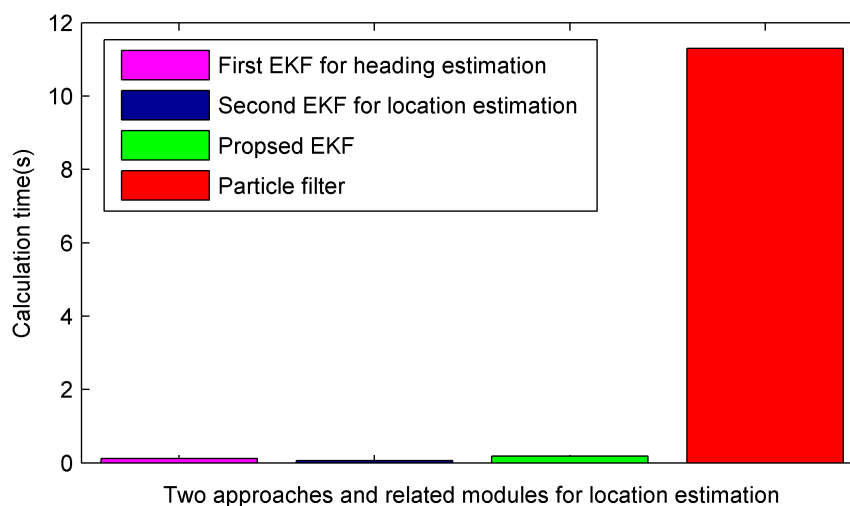 12
10
8
6
4
2
0
Calculation time(s)
First EKF for heading estimation
Second EKF for location estimation
Propsed EKF
Particle filter
Two approaches and related modules for location estimation